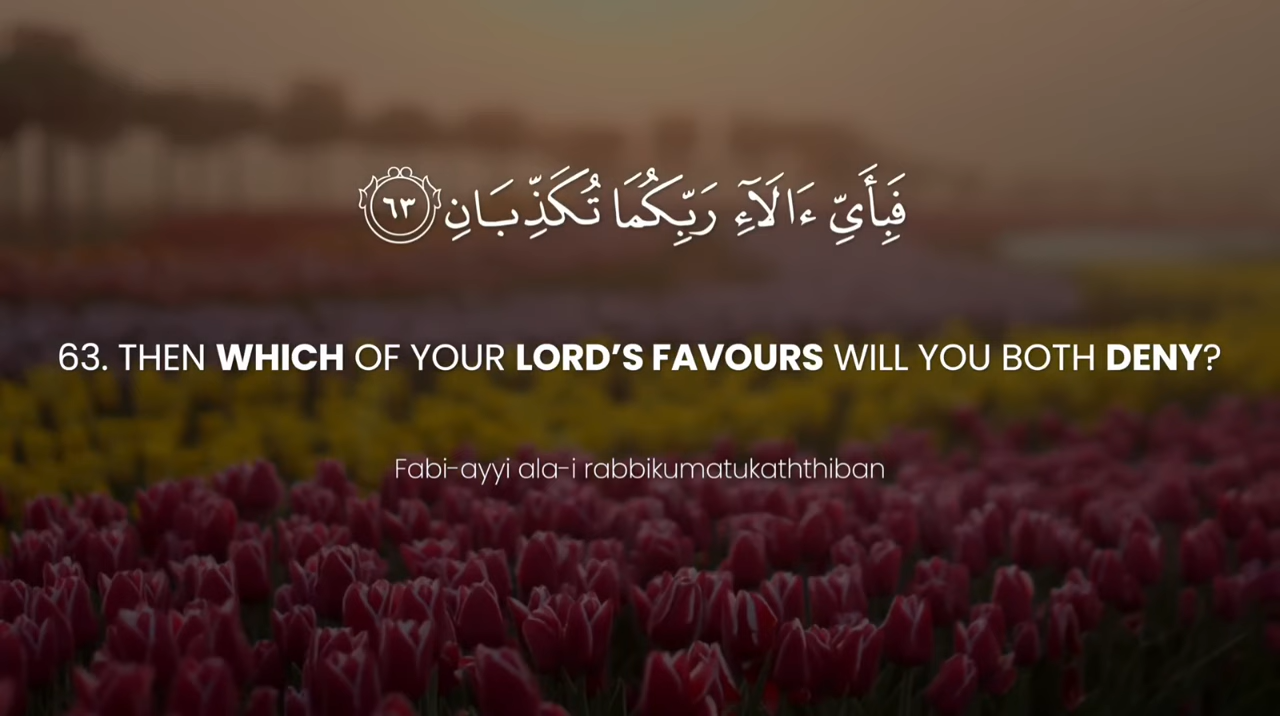 فَبِأَيِّ ءَالَآءِ رَبِّكُمَا تُكَذِّبَانِ ٦٣
63. THEN WHICH OF YOUR LORD’S FAVOURS WILL YOU BOTH DENY?
Fabi-ayyi ala-i rabbikumatukaththiban